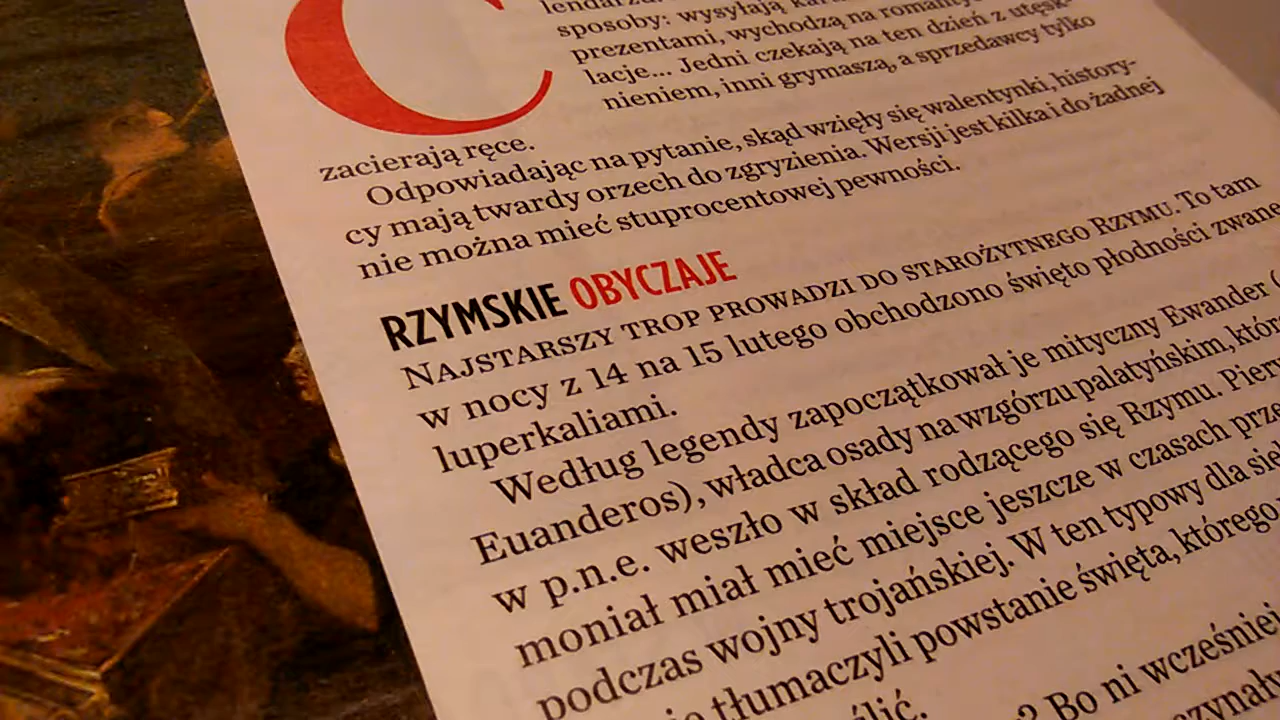 C
sposoby: wysyłają
prezentami, wychodzą na
lacje... Jedni czekają na ten dzień z utęsk-
nieniem, inni grymaszą, a sprzedawcy tylko
zacierają ręce.
Odpowiadając na pytanie, skąd wzięły się walentynki, history-
cy mają twardy orzech do zgryzienia. Wersji jest kilka i do żadnej
nie można mieć stuprocentowej pewności.
RZYMSKIE OBYCZAJE
NAJSTARSZY TROP PROWADZI DO STAROŻYTNEGO RZYMU. To tam
w nocy z 14 na 15 lutego obchodzono święto płodności zwane
luperkaliami.
Według legendy zapoczątkował je mityczny Ewander (
Euanderos), władca osady na wzgórzu palatyńskim, któr
w p.n.e. weszło w skład rodzącego się Rzymu. Pierw
moniał miał mieć miejsce jeszcze w czasach prze
podczas wojny trojańskiej. W ten typowy dla sie
tłumaczyli powstanie święta, którego
? Bo ni wcześniej